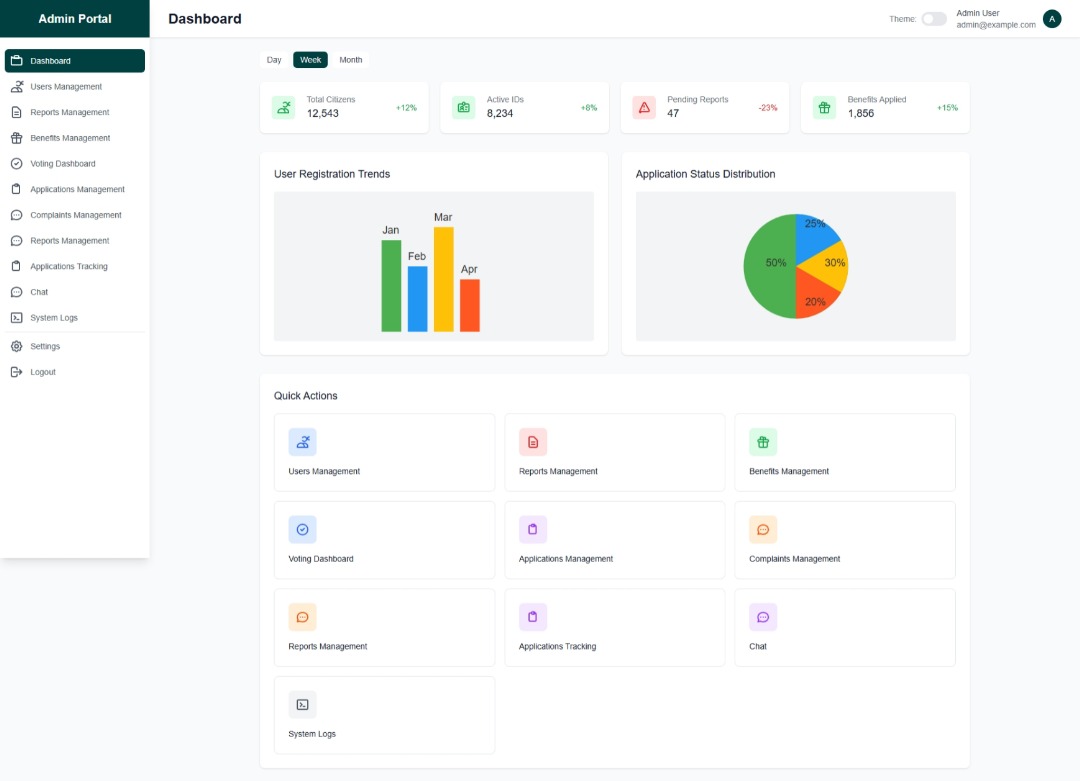 Admin Portal
Dashboard
Users Management
Reports Management
Benefits Management
Voting Dashboard
Applications Management
Complaints Management
Reports Management
Applications Tracking
Chat
System Logs
Settings
Logout
Dashboard
Theme:
Admin User
admin@example.com
A
Day Week Month
Total Citizens
12,543
+12%
Active IDs
8,234
+8%
Pending Reports
47
-23%
Benefits Applied
1,856
+15%
User Registration Trends
Jan
Feb
Mar
Apr
Application Status Distribution
25%
50%
30%
20%
Quick Actions
Users Management
Reports Management
Benefits Management
Voting Dashboard
Applications Management
Complaints Management
Reports Management
Applications Tracking
Chat
System Logs